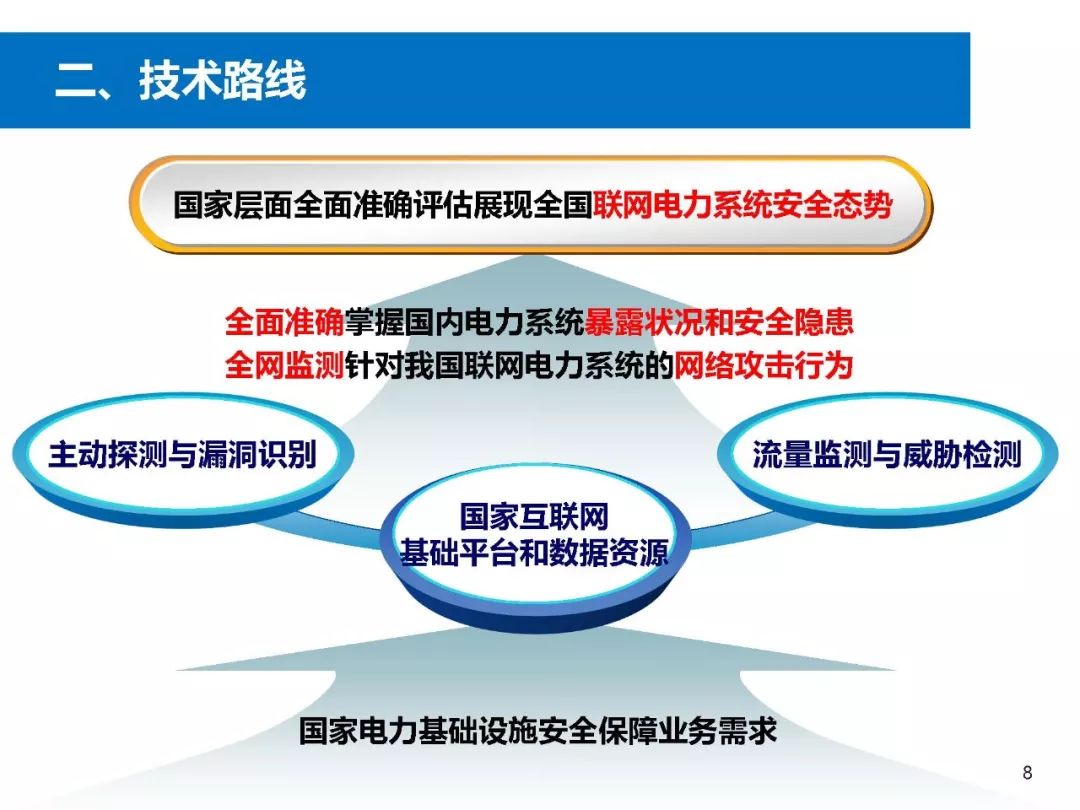 二、技术路线
国家层面全面准确评估展现全国联网电力系统安全态势
全面准确掌握国内电力系统暴露状况和安全隐患
全网监测针对我国联网电力系统的网络攻击行为
主动探测与漏洞识别
流量监测与威胁检测
国家互联网
基础平台和数据资源
国家电力基础设施安全保障业务需求
8